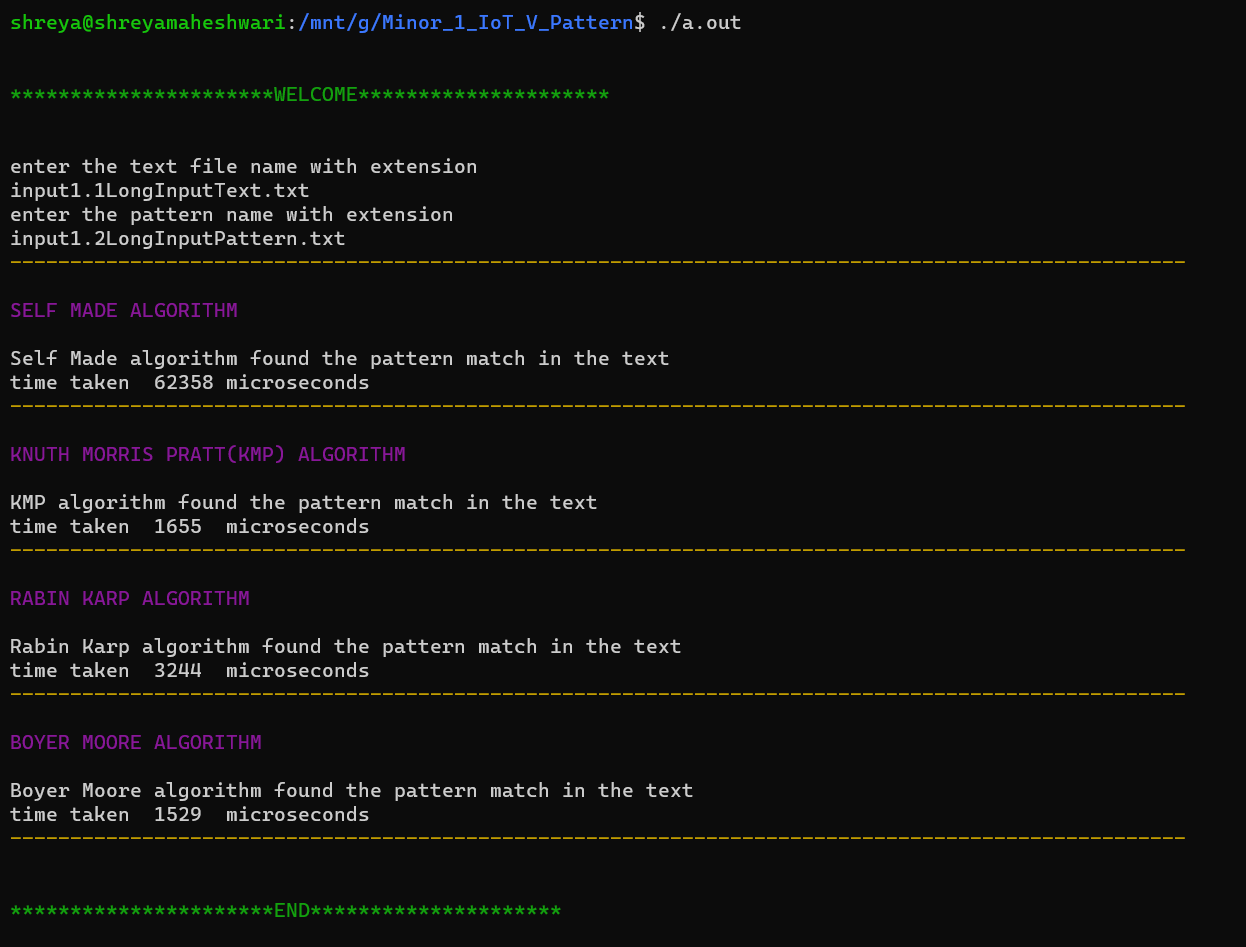 shreya@shreyamaheshwari:/mnt/g/Minor_1_IoT_V_Pattern$ ./a.out
**********************WELCOME*********************
enter the text file name with extension
input1.1LongInputText.txt
enter the pattern name with extension
input1.2LongInputPattern.txt
--------------------------------------------------------------------------------------------------
SELF MADE ALGORITHM
Self Made algorithm found the pattern match in the text
time taken  62358 microseconds
--------------------------------------------------------------------------------------------------
KNUTH MORRIS PRATT(KMP) ALGORITHM
KMP algorithm found the pattern match in the text
time taken  1655  microseconds
--------------------------------------------------------------------------------------------------
RABIN KARP ALGORITHM
Rabin Karp algorithm found the pattern match in the text
time taken  3244  microseconds
--------------------------------------------------------------------------------------------------
BOYER MOORE ALGORITHM
Boyer Moore algorithm found the pattern match in the text
time taken  1529  microseconds
--------------------------------------------------------------------------------------------------
**********************END*********************